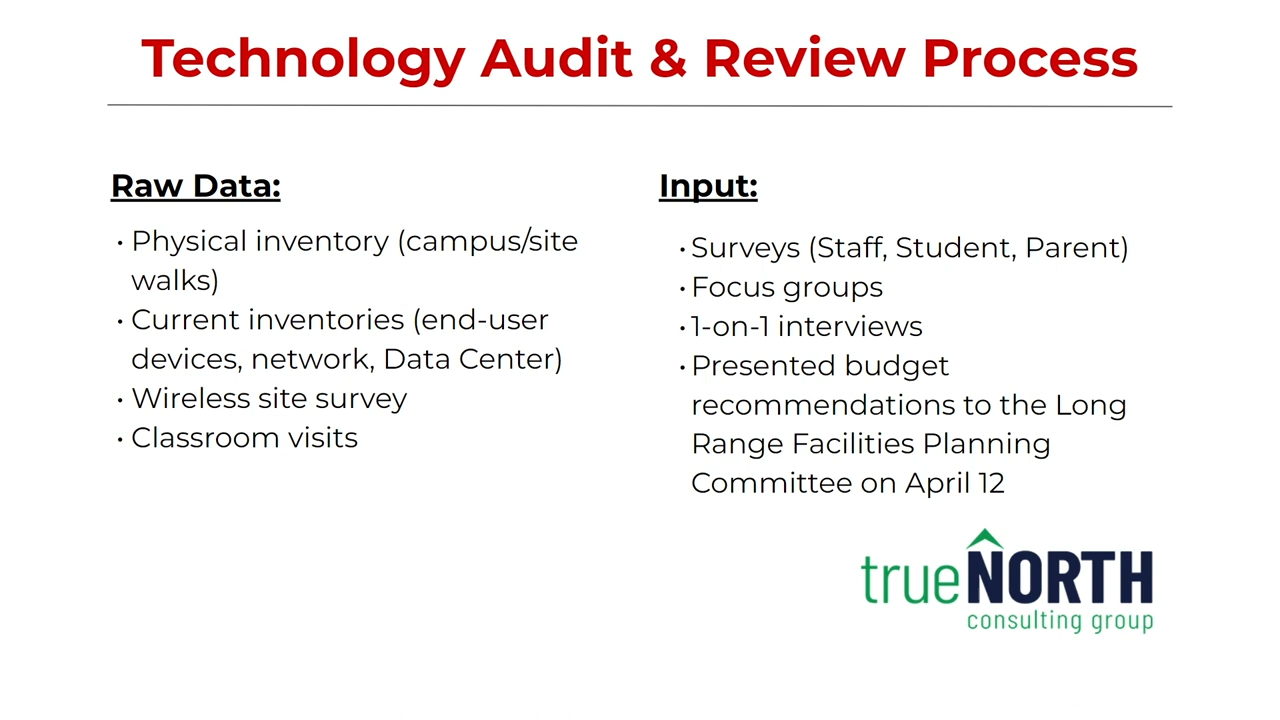 Technology Audit & Review Process
Raw Data:
• Physical inventory (campus/site
walks)
• Current inventories (end-user
devices, network, Data Center)
• Wireless site survey
• Classroom visits
Input:
• Surveys (Staff, Student, Parent)
• Focus groups
• 1-on-1 interviews
• Presented budget
recommendations to the Long
Range Facilities Planning
Committee on April 12
trueNORTH
consulting group